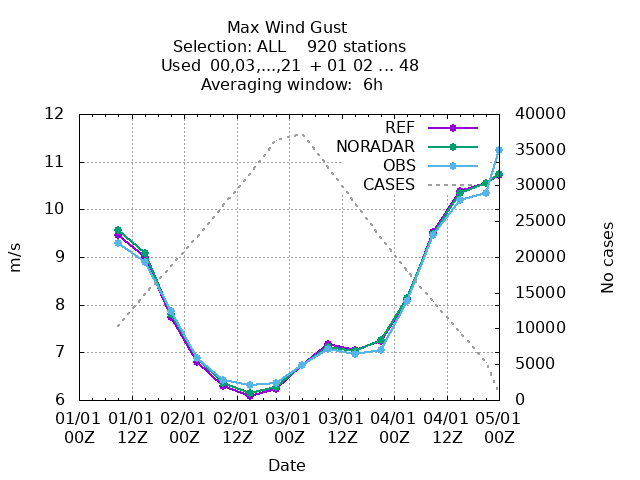 Max Wind Gust
Selection: ALL    920 stations
Used  00,03,...,21  + 01 02 ... 48
Averaging window:  6h
12
11
10
9
8
7
6
m/s
40000
35000
30000
25000
20000
15000
10000
5000
0
No cases
REF
NORADAR
OBS
CASES
01/01 01/01 02/01 02/01 03/01 03/01 04/01 04/01 05/01
00Z 12Z 00Z 12Z 00Z 12Z 00Z 12Z 00Z
Date